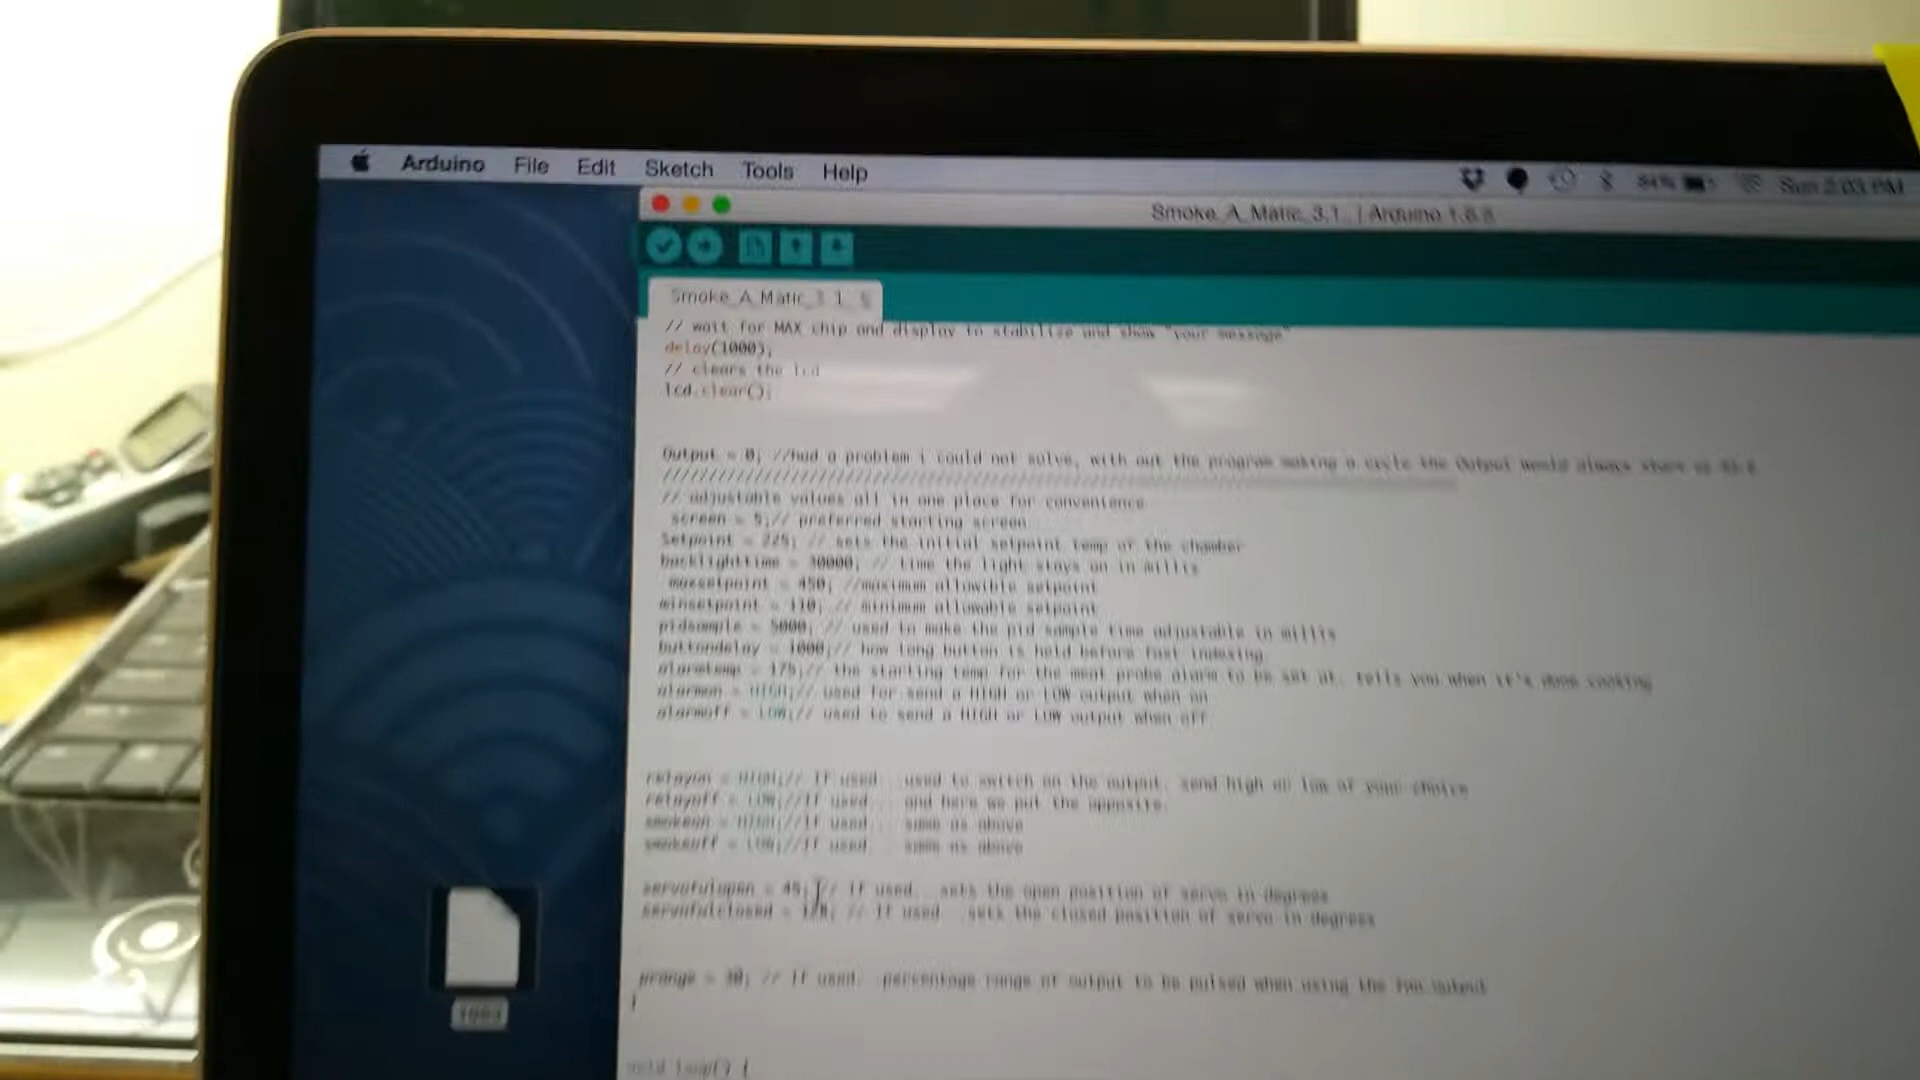 Arduino File Edit Sketch Tools Help
84% Sun 2:03 PM
Smoke_A_Matic_3.1_ | Arduino 1.6.
Smoke_A_Matic_3.1_ §
// wait for MAX chip and display to stabilize and show "your message"
delay(1000);
// clears the lcd
lcd.clear();
Output = 0; //had a problem i could not solve, with out the program making a cycle the Output would always start
////////////////////////////////////////////////////////////////////////
// adjustable values all in one place for convenience
screen = 5;// preferred starting screen
Setpoint = 225; // sets the initial setpoint temp of the chamber
backlighttime = 30000; // time the light stays on in millis
maxsetpoint = 450; //maximum allowible setpoint
minsetpoint = 110; // minimum allowable setpoint
pidsample = 5000; // used to make the pid sample time adjustable in millis
buttondelay = 1000;// how long button is held before fast indexing
alarmtemp = 175;// the starting temp for the meat probe alarm to be set at. tells you when it's done cooking
alarmon = HIGH;// used for send a HIGH or LOW output when on
alarmoff = LOW;// used to send a HIGH or LOW output when off
relayon = HIGH;// If used... used to switch on the output. send high or low of your choice
relayoff = LOW;//If used... and here we put the opposite.
smokeon = HIGH;//If used... same as above
smokeoff = LOW;//If used... same as above
servofulopen = 45; // If used.. sets the open position of servo in degrees
servofulclosed = // If used sets the closed position of servo in degrees
prange = 30; // If used. percentage range of output to be pulsed when using the fan output
}
void loop() {